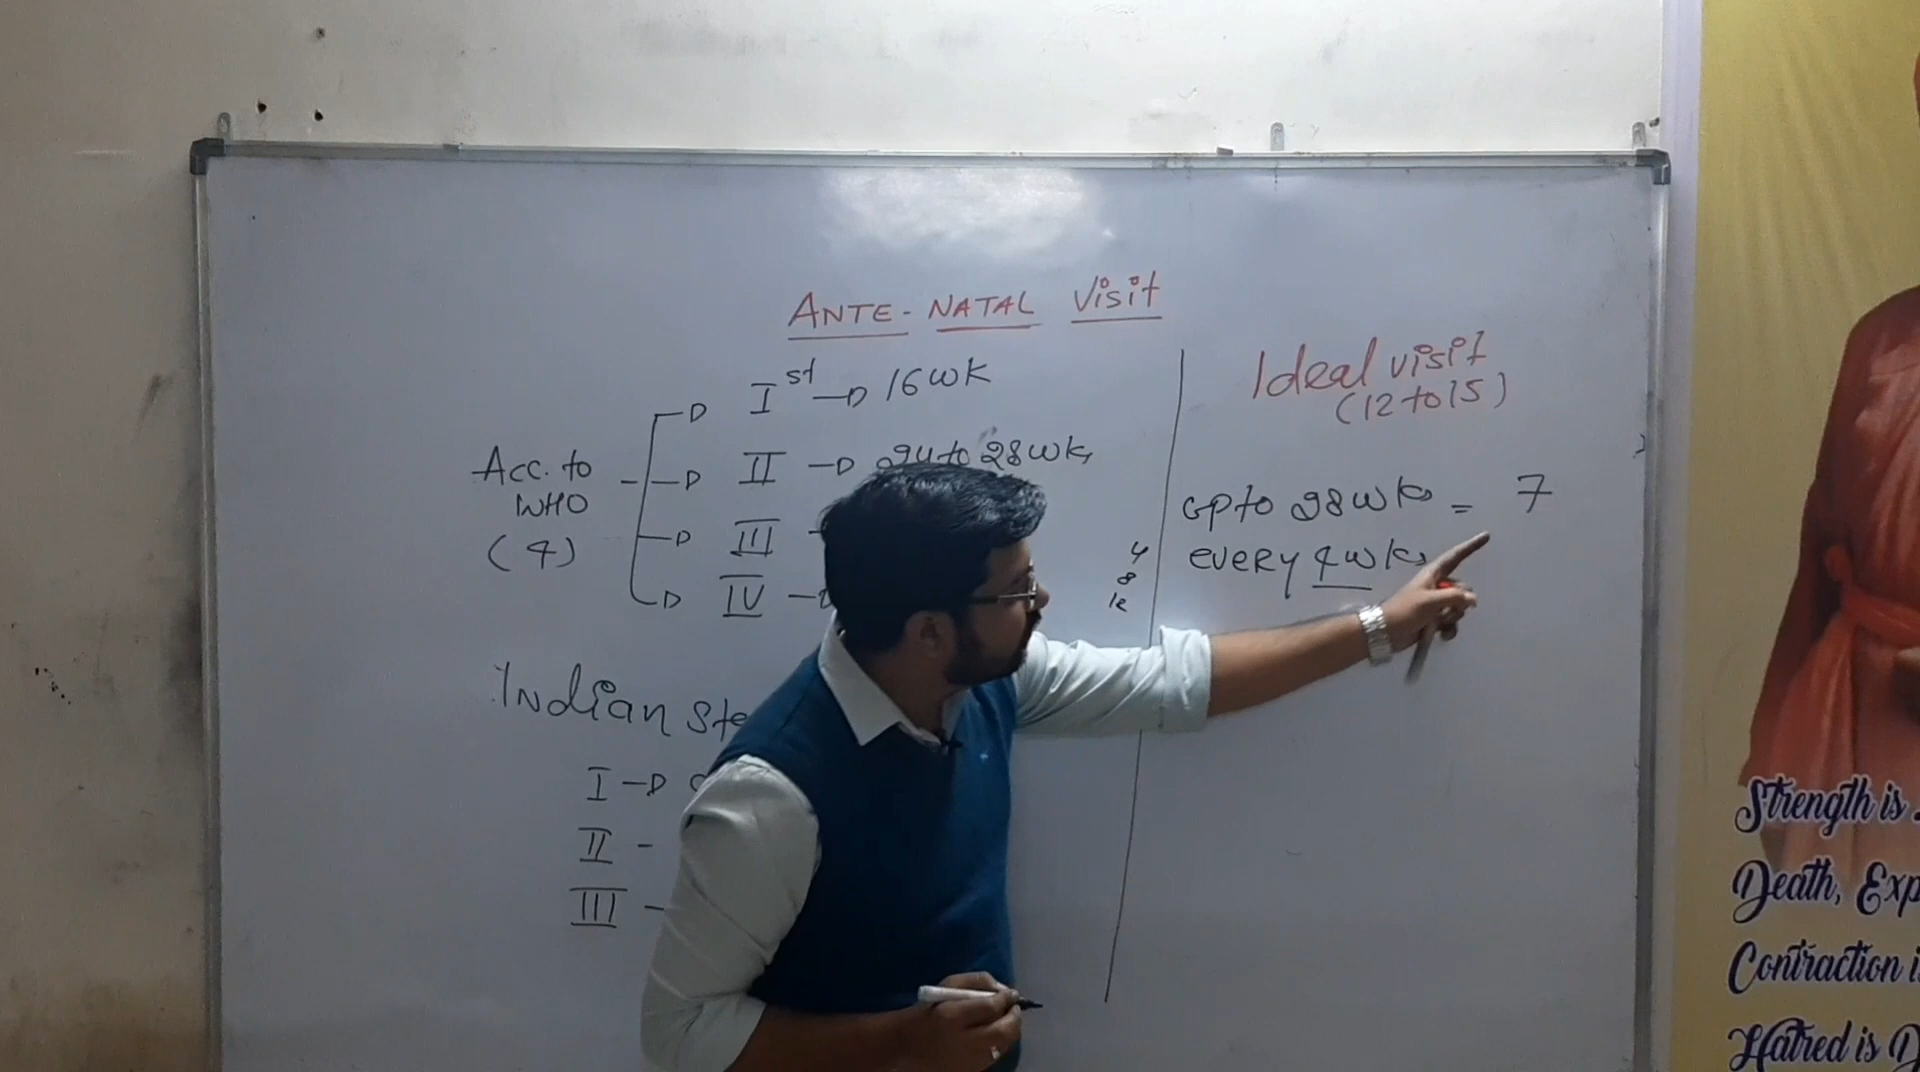 ANTE-NATAL Visit
Ist → 16wk
Acc. to
WHO
(4)
II → 24 to 28wk,
III
IV
Indian
I →
II -
III -
Ideal visit
(12 to 15)
upto 28wks = 7
every 4wks
4
8
12
Strength is
Death, Exp
Contraction i
Hatred is D